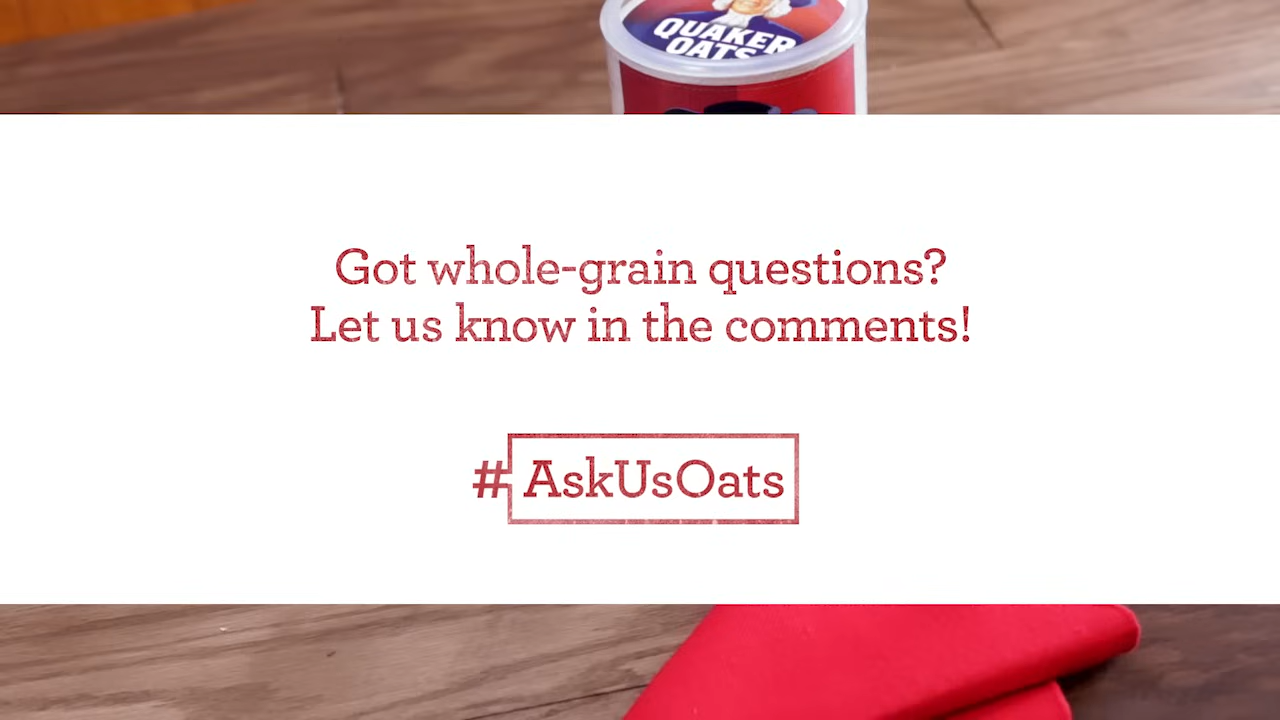 QUAKER
OATS
Got whole-grain questions?
Let us know in the comments!
#AskUsOats